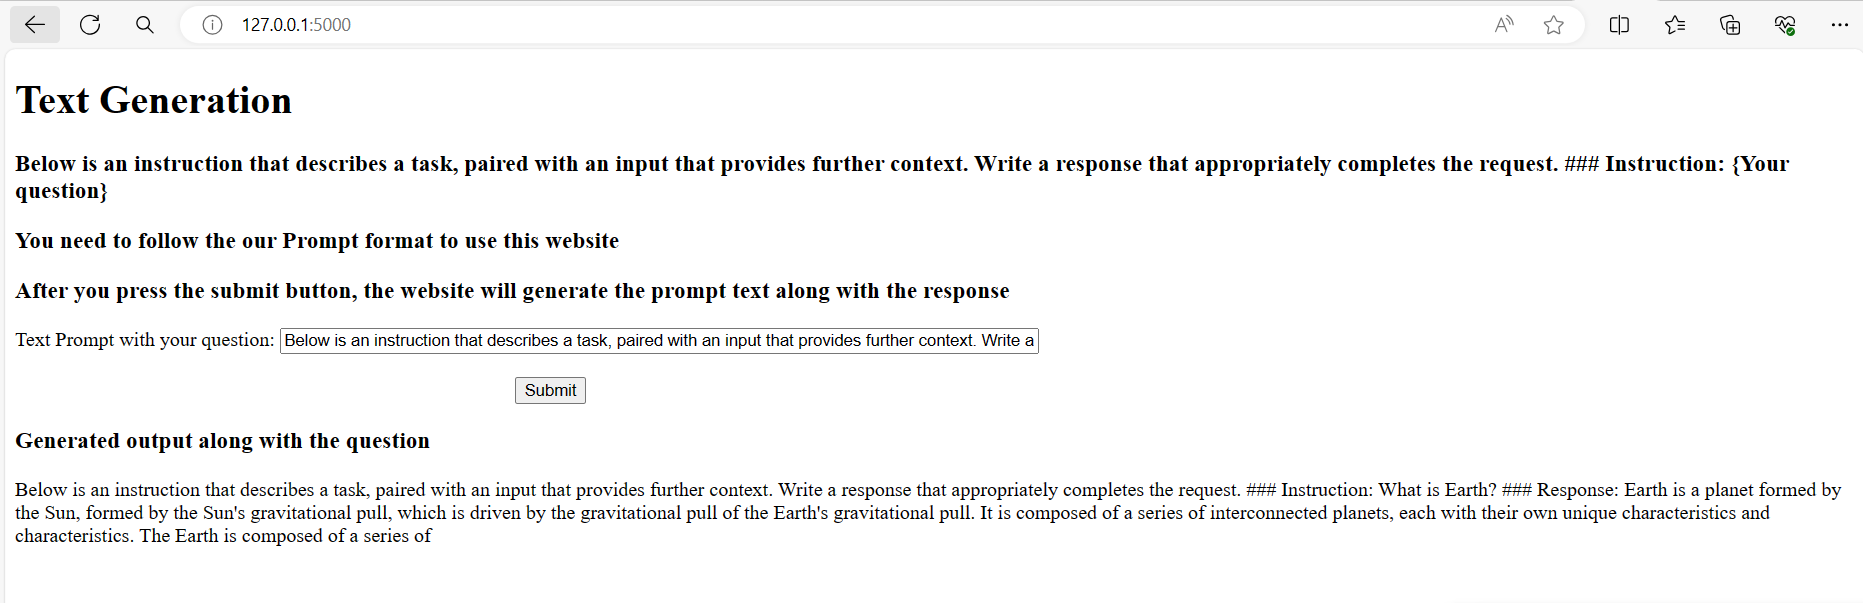 127.0.0.1:5000
Text Generation
Below is an instruction that describes a task, paired with an input that provides further context. Write a response that appropriately completes the request. ### Instruction: {Your
question}
You need to follow the our Prompt format to use this website
After you press the submit button, the website will generate the prompt text along with the response
Text Prompt with your question: Below is an instruction that describes a task, paired with an input that provides further context. Write a
Submit
Generated output along with the question
Below is an instruction that describes a task, paired with an input that provides further context. Write a response that appropriately completes the request. ### Instruction: What is Earth? ### Response: Earth is a planet formed by
the Sun, formed by the Sun's gravitational pull, which is driven by the gravitational pull of the Earth's gravitational pull. It is composed of a series of interconnected planets, each with their own unique characteristics and
characteristics. The Earth is composed of a series of